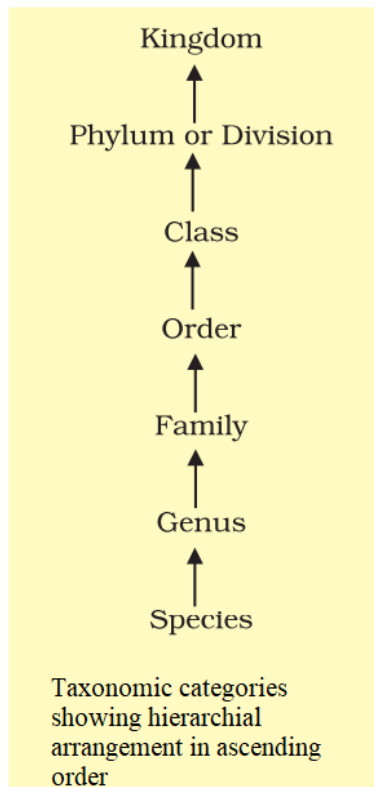 Kingdom
Phylum or Division
Class
Order
Family
Genus
Species
Taxonomic categories
showing hierarchial
arrangement in ascending
order